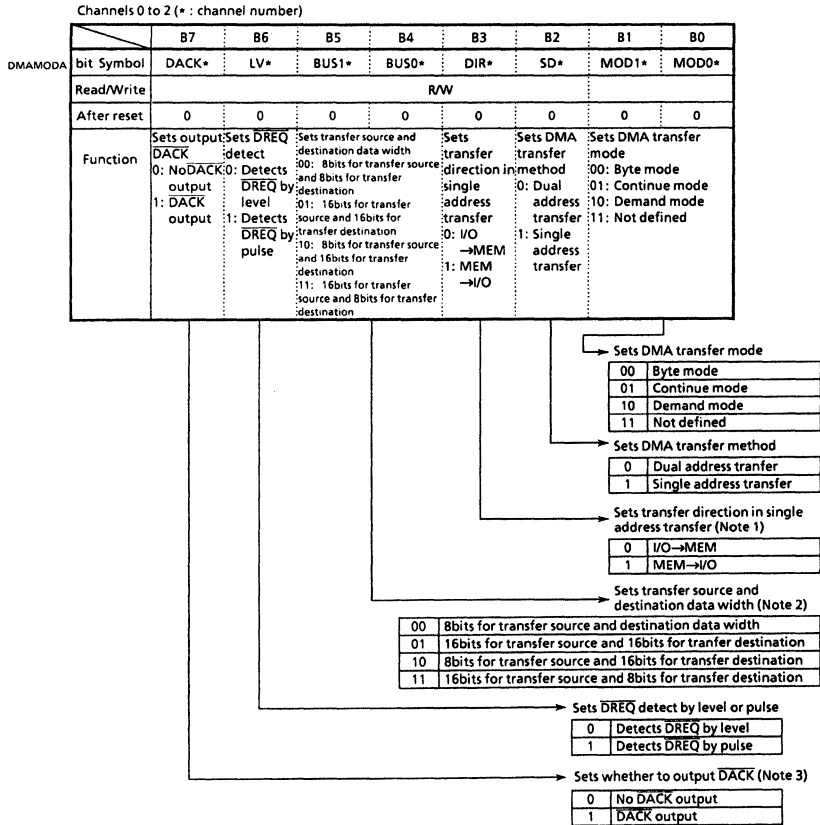 Channels 0 to 2 (* : channel number)
B7 B6 B5 B4 B3 B2 B1 B0
DMAMODA bit Symbol DACK* LV* BUS1* BUS0* DIR* SD* MOD1* MOD0*
Read/Write R/W
After reset 0 0 0 0 0 0 0 0
Function
Sets output
DACK
0: NoDACK
output
1: DACK
output
Sets DREQ
detect
0: Detects
DREQ by
level
1: Detects
DREQ by
pulse
Sets transfer source and
destination data width
00: 8bits for transfer source
and 8bits for transfer
destination
01: 16bits for transfer
source and 16bits for
transfer destination
10: 8bits for transfer source
and 16bits for transfer
destination
11: 16bits for transfer
source and 8bits for transfer
destination
Sets
transfer
direction in
single
address
transfer
0: I/O
→MEM
1: MEM
→I/O
Sets DMA
transfer
method
0: Dual
address
transfer
1: Single
address
transfer
Sets DMA transfer
mode
00: Byte mode
01: Continue mode
10: Demand mode
11: Not defined
Sets DMA transfer mode
00 Byte mode
01 Continue mode
10 Demand mode
11 Not defined
Sets DMA transfer method
0 Dual address tranfer
1 Single address transfer
Sets transfer direction in single
address transfer (Note 1)
0 I/O→MEM
1 MEM→I/O
Sets transfer source and
destination data width (Note 2)
00 8bits for transfer source and destination data width
01 16bits for transfer source and 16bits for tranfer destination
10 8bits for transfer source and 16bits for transfer destination
11 16bits for transfer source and 8bits for transfer destination
Sets DREQ detect by level or pulse
0 Detects DREQ by level
1 Detects DREQ by pulse
Sets whether to output DACK (Note 3)
0 No DACK output
1 DACK output